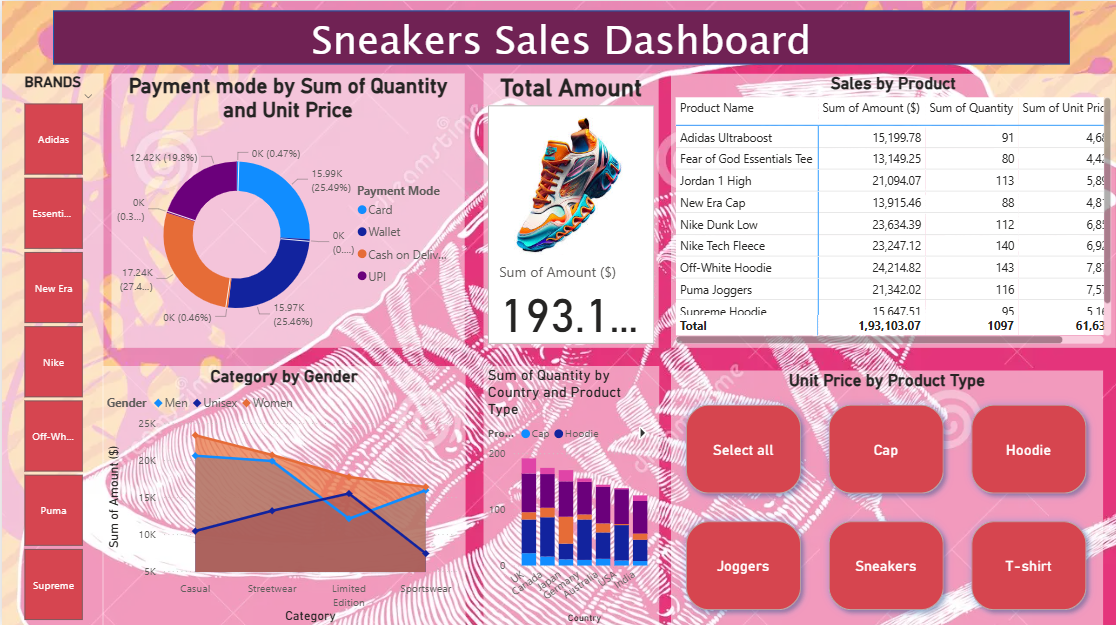 Sneakers Sales Dashboard
BRANDS
Adidas
Essenti...
New Era
Nike
Off-Wh...
Puma
Supreme
Payment mode by Sum of Quantity
and Unit Price
0K (0.47%)
15.99K
(25.49%)
0K
(0....)
15.97K
(25.46%)
0K (0.46%)
17.24K
(27.4...)
0K
(0.3...)
12.42K (19.8%)
Payment Mode
Card
Wallet
Cash on Deliv...
UPI
Total Amount
Sum of Amount ($)
193.1...
Sales by Product
Product Name Sum of Amount ($) Sum of Quantity Sum of Unit Pric
Adidas Ultraboost 15,199.78 91 4,68
Fear of God Essentials Tee 13,149.25 80 4,42
Jordan 1 High 21,094.07 113 5,89
New Era Cap 13,915.46 88 4,81
Nike Dunk Low 23,634.39 112 6,85
Nike Tech Fleece 23,247.12 140 6,92
Off-White Hoodie 24,214.82 143 7,87
Puma Joggers 21,342.02 116 7,57
Supreme Hoodie 15,647.51 95 5,16
Total 1,93,103.07 1097 61,63
Category by Gender
Gender Men Unisex Women
Sum of Amount ($)
25K
20K
15K
10K
5K
Casual
Streetwear
Limited
Edition
Sportswear
Category
Sum of Quantity by
Country and Product
Type
Pro... Cap Hoodie
200
100
0
UK
Canada
Japan
Germany
Australia
USA
India
Country
Unit Price by Product Type
Select all
Cap
Hoodie
Joggers
Sneakers
T-shirt
dreamstime